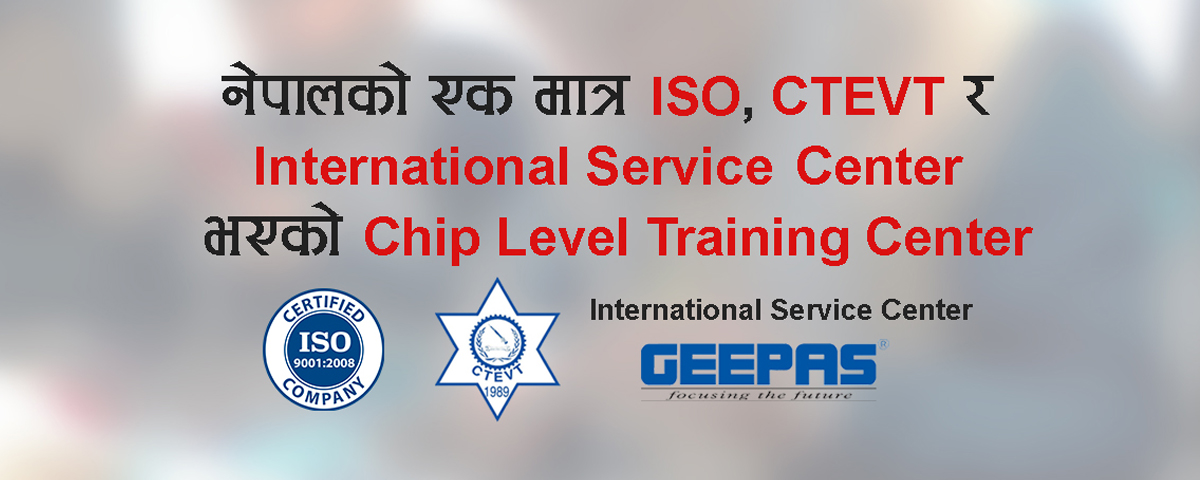 नेपालको एक मात्र ISO, CTEVT र
International Service Center
भएको Chip Level Training Center
CERTIFIED
ISO
9001:2008
COMPANY
CTEVT
1989
International Service Center
GEEPAS®
focusing the future